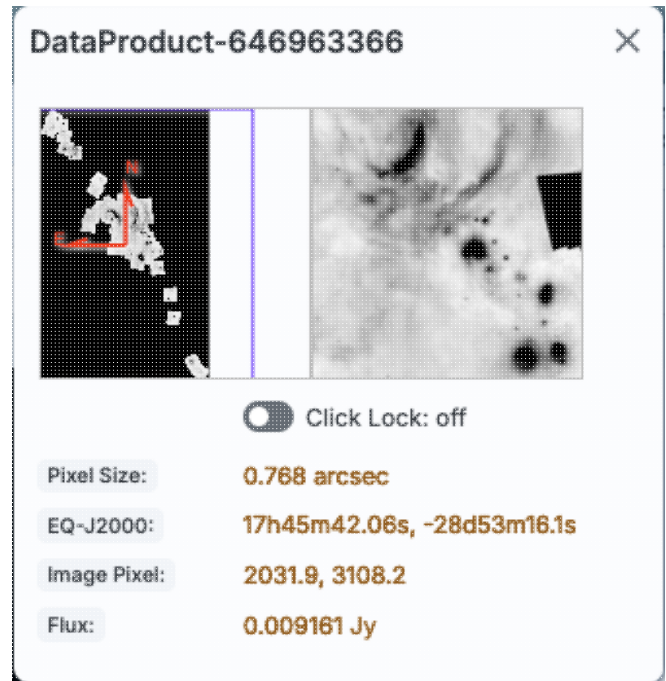 DataProduct-646963366
N
E
Click Lock: off
Pixel Size: 0.768 arcsec
EQ-J2000: 17h45m42.06s, -28d53m16.1s
Image Pixel: 2031.9, 3108.2
Flux: 0.009161 Jy